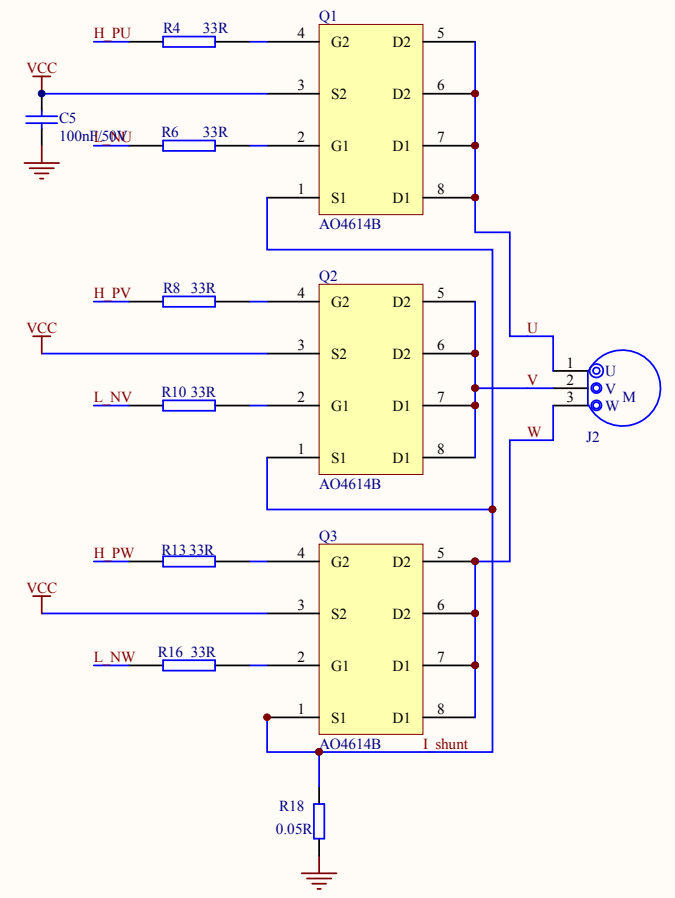 Q1
H_PU R4 33R 4 G2 D2 5
VCC
3 S2 D2 6
C5
100nF/50V L_NU R6 33R 2 G1 D1 7
1 S1 D1 8
AO4614B
Q2
H_PV R8 33R 4 G2 D2 5
VCC U
3 S2 D2 6
1 U
V 2 V M
L_NV R10 33R 2 G1 D1 7 3 W
W J2
1 S1 D1 8
AO4614B
Q3
H_PW R13 33R 4 G2 D2 5
VCC
3 S2 D2 6
L_NW R16 33R 2 G1 D1 7
1 S1 D1 8
AO4614B I_shunt
R18
0.05R